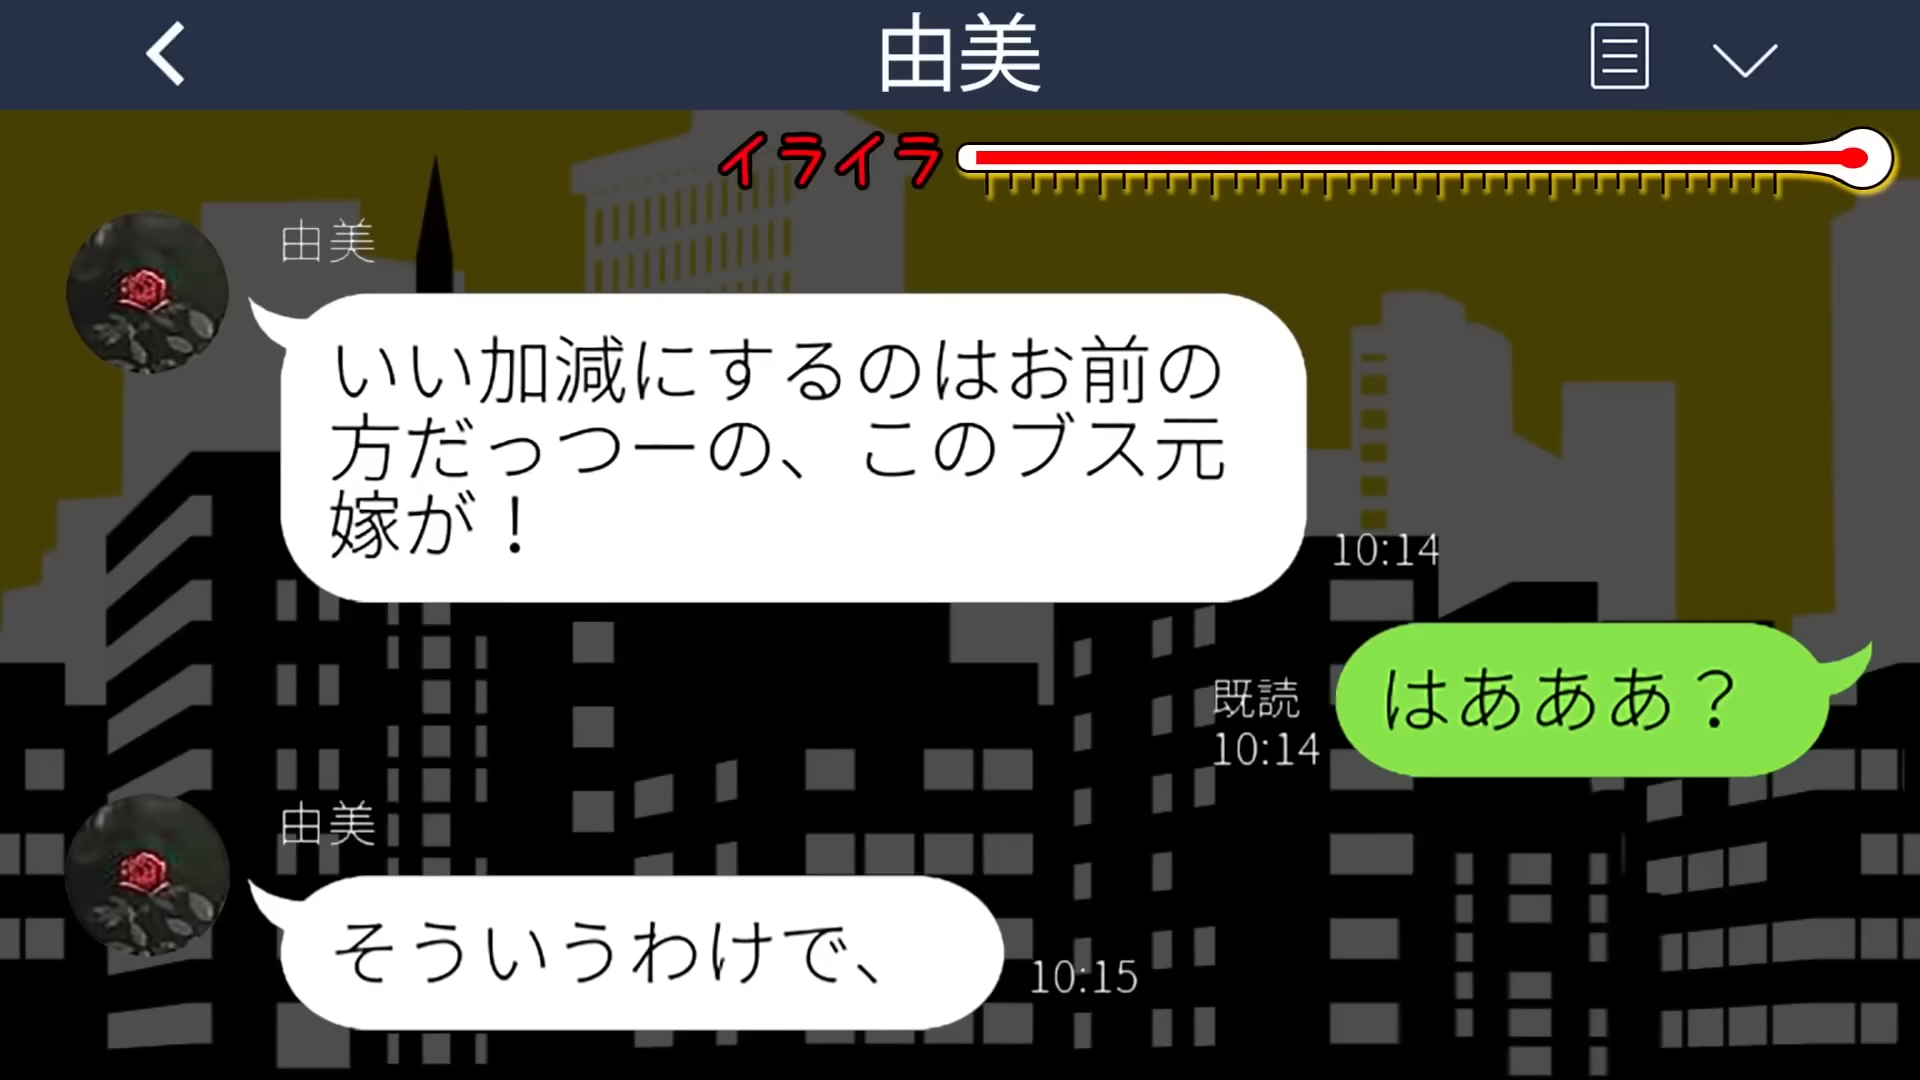 由美
イライラ
由美
いい加減にするのはお前の
方だっつーの、このブス元
嫁が！
10:14
はあああ？
既読
10:14
由美
そういうわけで、
10:15